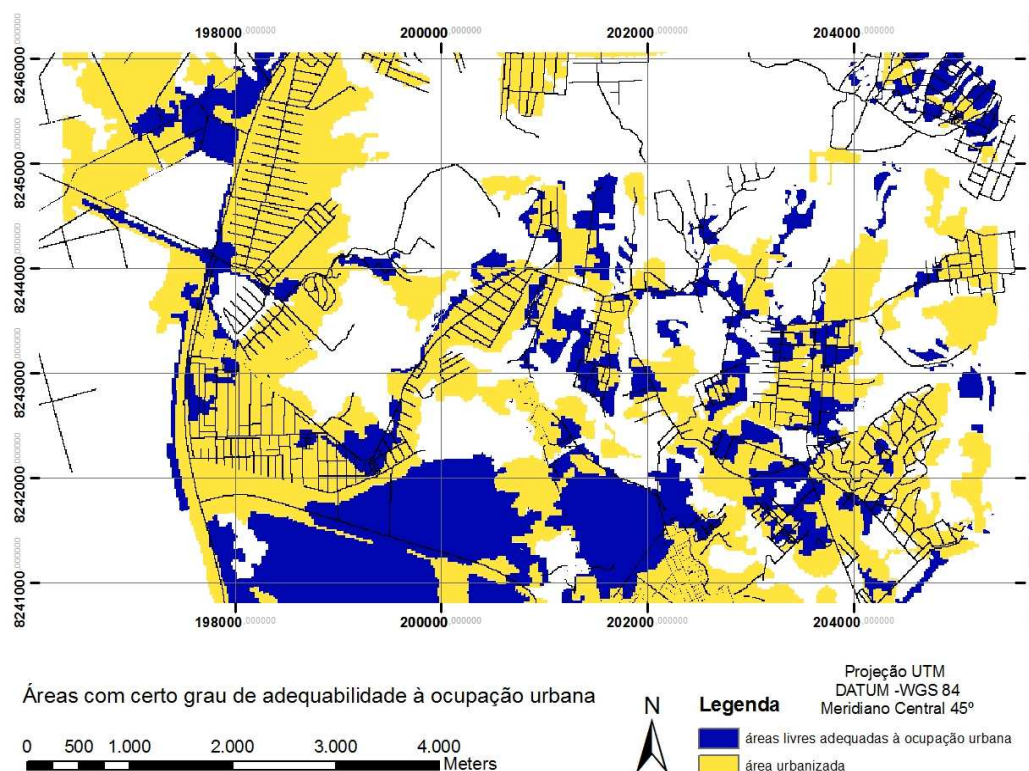 198000,000000 200000,000000 202000,000000 204000,000000
8246000,000000
8245000,000000
8244000,000000
8243000,000000
8242000,000000
8241000,000000
198000,000000 200000,000000 202000,000000 204000,000000
Áreas com certo grau de adequabilidade à ocupação urbana
0 500 1.000 2.000 3.000 4.000
Meters
N
Legenda
Projeção UTM
DATUM -WGS 84
Meridiano Central 45º
áreas livres adequadas à ocupação urbana
área urbanizada